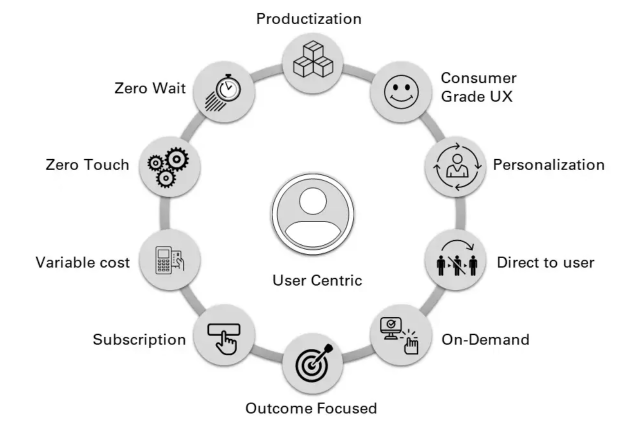 Productization
Zero Wait
Consumer
Grade UX
Zero Touch
Personalization
Variable cost
Direct to user
User Centric
Subscription
On-Demand
Outcome Focused